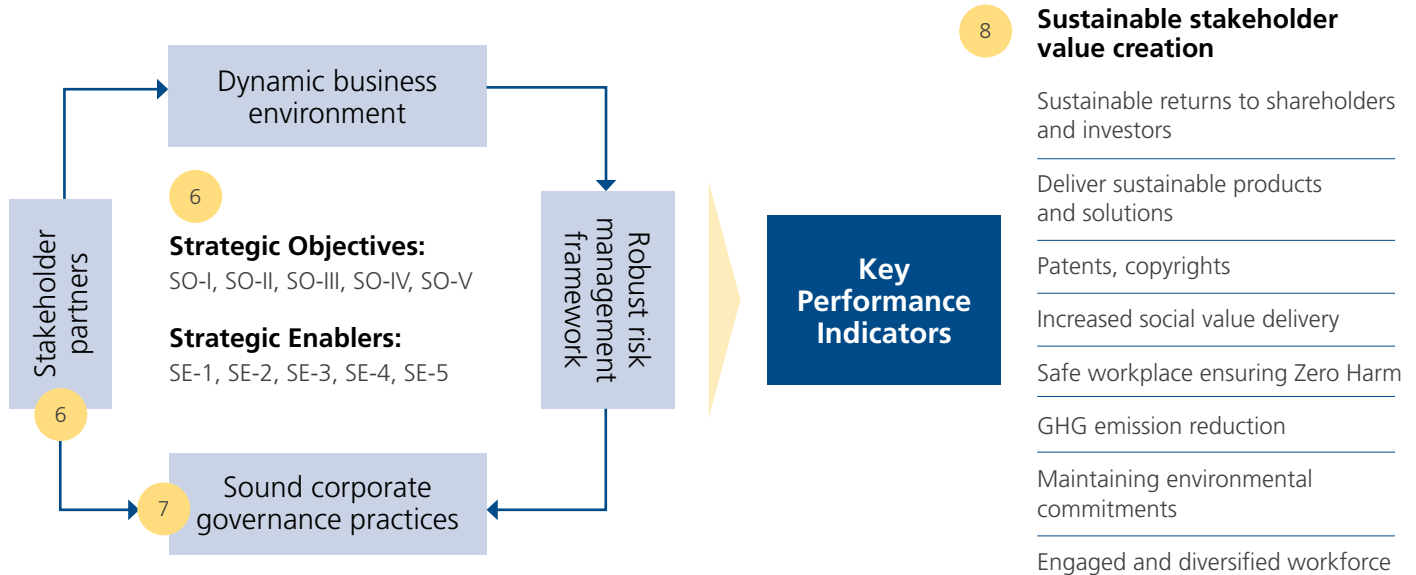 Dynamic business
environment
Stakeholder
partners
6
6
Strategic Objectives:
SO-I, SO-II, SO-III, SO-IV, SO-V
Strategic Enablers:
SE-1, SE-2, SE-3, SE-4, SE-5
Robust risk
management
framework
7
Sound corporate
governance practices
Key
Performance
Indicators
8
Sustainable stakeholder
value creation
Sustainable returns to shareholders
and investors
Deliver sustainable products
and solutions
Patents, copyrights
Increased social value delivery
Safe workplace ensuring Zero Harm
GHG emission reduction
Maintaining environmental
commitments
Engaged and diversified workforce